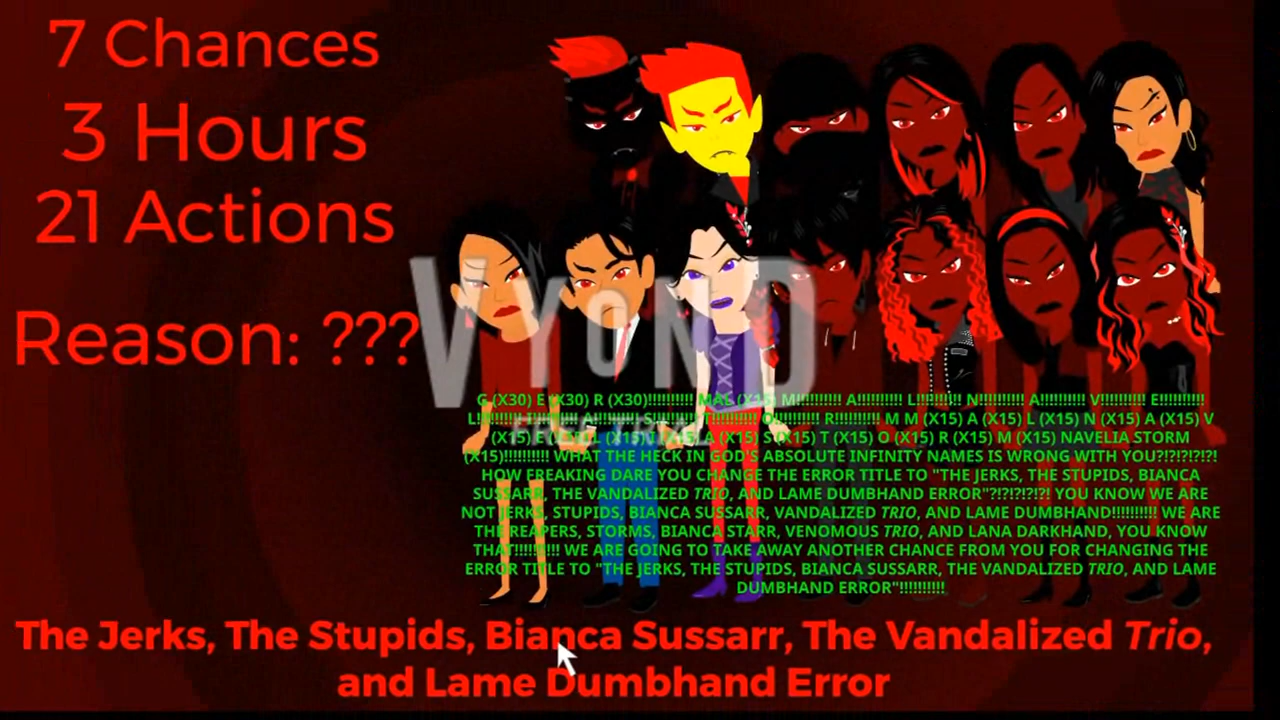 7 Chances
3 Hours
21 Actions
Reason: ???
VYOND
FREE TRIAL
G (X30) E (X30) R (X30)!!!!!!!!!! MAL (X15) M!!!!!!!!!! A!!!!!!!!!! L!!!!!!!!!! N!!!!!!!!!! A!!!!!!!!!! V!!!!!!!!!! E!!!!!!!!!!
M M (X15) A (X15) L (X15) N (X15) A (X15) V
(X15) S (X15) T (X15) O (X15) R (X15) M (X15) NAVELIA STORM
(X15)!!!!!!!!!! WHAT THE HECK IN GOD'S ABSOLUTE INFINITY NAMES IS WRONG WITH YOU?!?!?!?!?!
HOW FREAKING DARE YOU CHANGE THE ERROR TITLE TO "THE JERKS, THE STUPIDS, BIANCA
SUSSARR, THE VANDALIZED TRIO, AND LAME DUMBHAND ERROR"?!?!?!?!?! YOU KNOW WE ARE
NOT JERKS, STUPIDS, BIANCA SUSSARR, VANDALIZED TRIO, AND LAME DUMBHAND!!!!!!!!!! WE ARE
THE REAPERS, STORMS, BIANCA STARR, VENOMOUS TRIO, AND LANA DARKHAND, YOU KNOW
THAT!!!!!!!!!! WE ARE GOING TO TAKE AWAY ANOTHER CHANCE FROM YOU FOR CHANGING THE
ERROR TITLE TO "THE JERKS, THE STUPIDS, BIANCA SUSSARR, THE VANDALIZED TRIO, AND LAME
DUMBHAND ERROR"!!!!!!!!!!
The Jerks, The Stupids, Bianca Sussarr, The Vandalized Trio,
and Lame Dumbhand Error